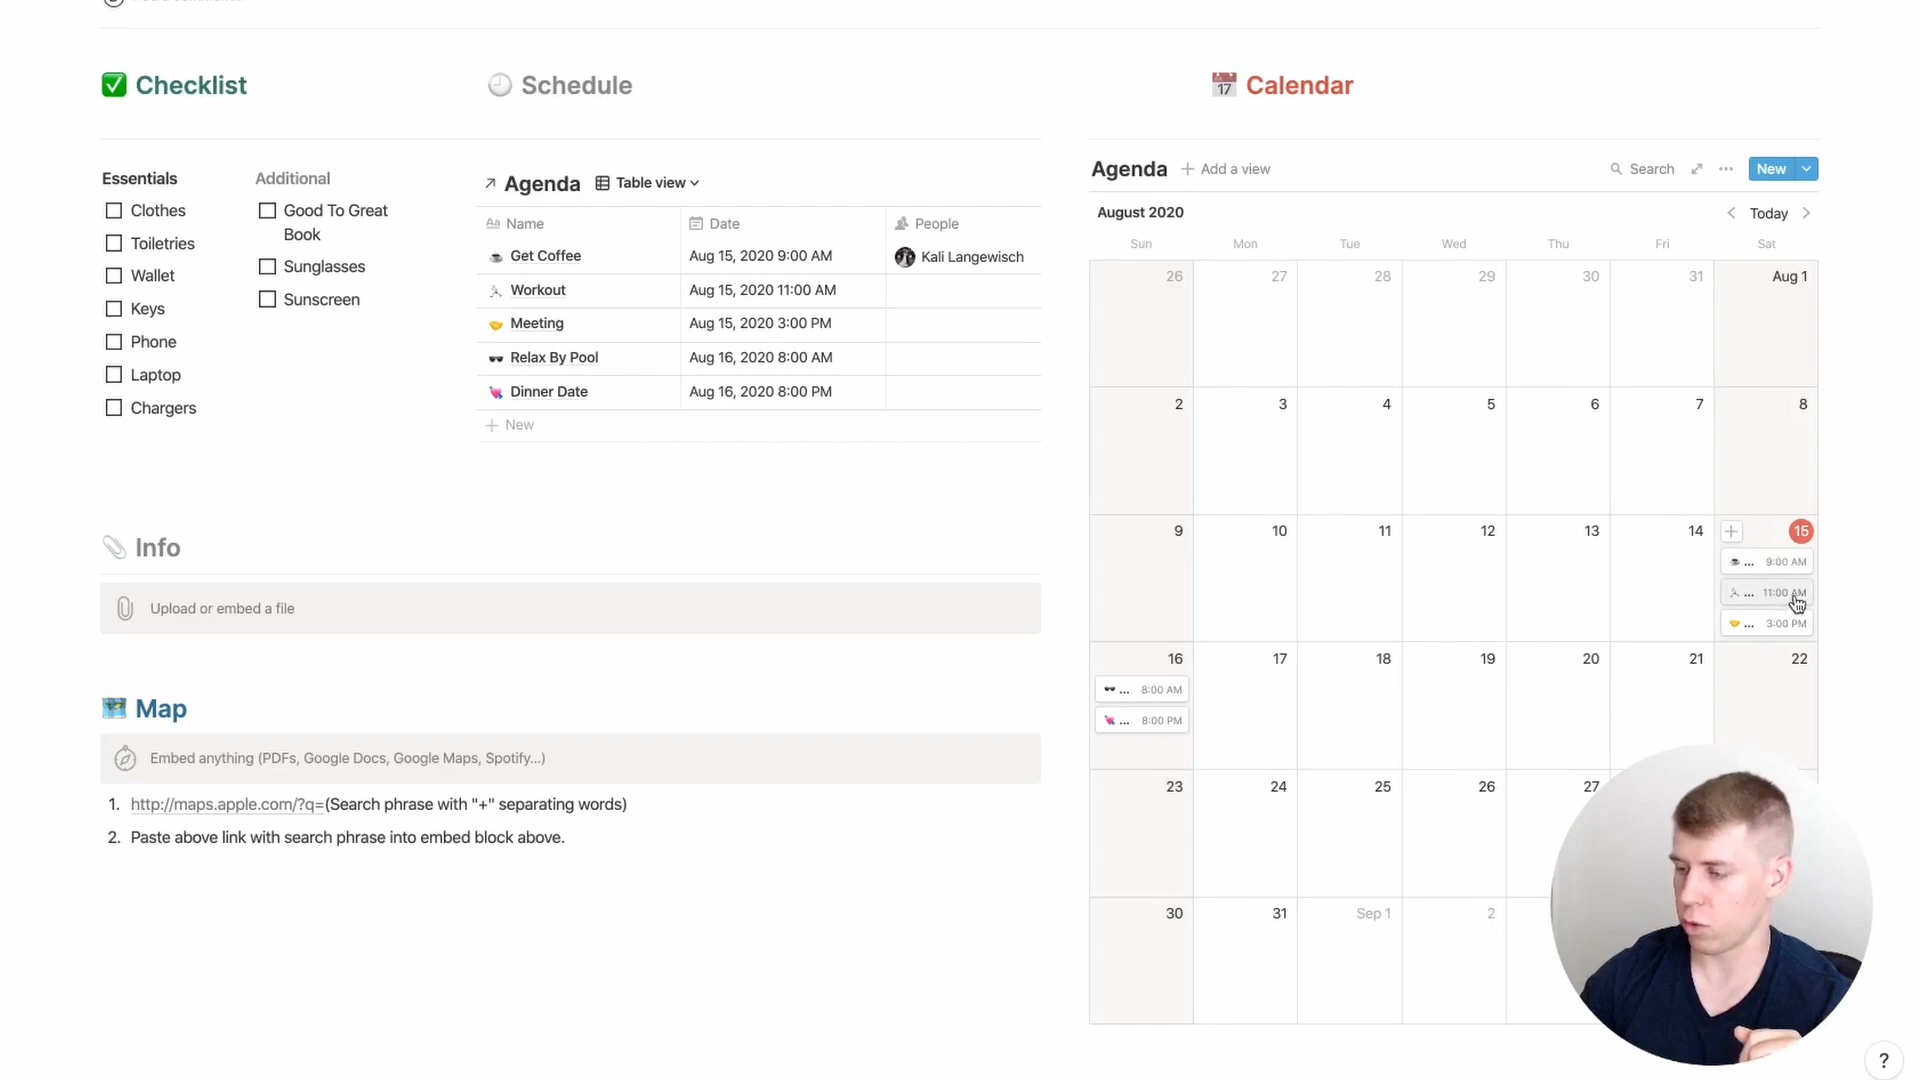 Checklist
Essentials
Clothes
Toiletries
Wallet
Keys
Phone
Laptop
Chargers
Additional
Good To Great
Book
Sunglasses
Sunscreen
Schedule
Agenda Table view
Name Date People
Get Coffee Aug 15, 2020 9:00 AM Kali Langewisch
Workout Aug 15, 2020 11:00 AM
Meeting Aug 15, 2020 3:00 PM
Relax By Pool Aug 16, 2020 8:00 AM
Dinner Date Aug 16, 2020 8:00 PM
+ New
Info
Upload or embed a file
Map
Embed anything (PDFs, Google Docs, Google Maps, Spotify...)
1. http://maps.apple.com/?q=(Search phrase with "+" separating words)
2. Paste above link with search phrase into embed block above.
17 Calendar
Agenda + Add a view Search ... New
August 2020 Today
Sun Mon Tue Wed Thu Fri Sat
26 27 28 29 30 31 Aug 1
2 3 4 5 6 7 8
9 10 11 12 13 14 15
... 9:00 AM
... 11:00 AM
... 3:00 PM
16 17 18 19 20 21 22
... 8:00 AM
... 8:00 PM
23 24 25 26 27
30 31 Sep 1 2
?